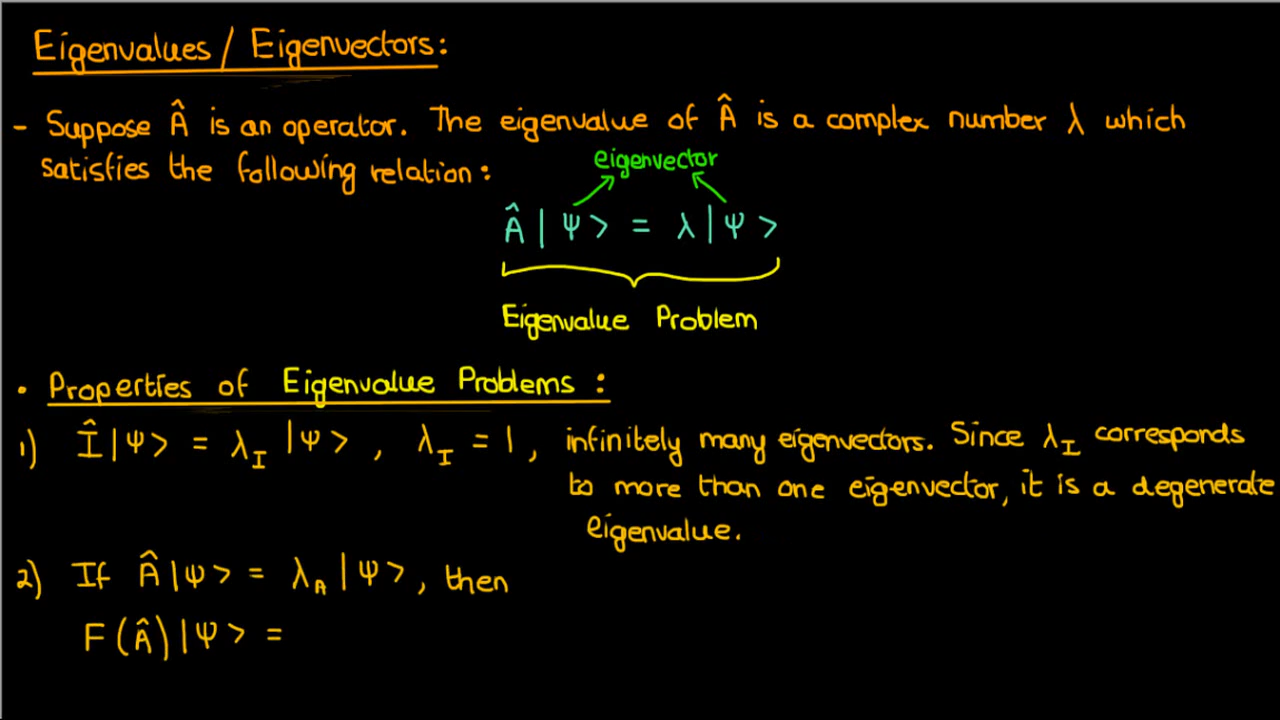 Eigenvalues / Eigenvectors:
- Suppose Â is an operator. The eigenvalue of Â is a complex number λ which
satisfies the following relation:
eigenvector
Â|Ψ> = λ|Ψ>
Eigenvalue Problem
• Properties of Eigenvalue Problems:
1) Î|Ψ> = λ_I |Ψ>, λ_I = 1, infinitely many eigenvectors. Since λ_I corresponds
to more than one eigenvector, it is a degenerate
eigenvalue.
2) If Â|Ψ> = λ_A |Ψ>, then
F(Â)|Ψ> =